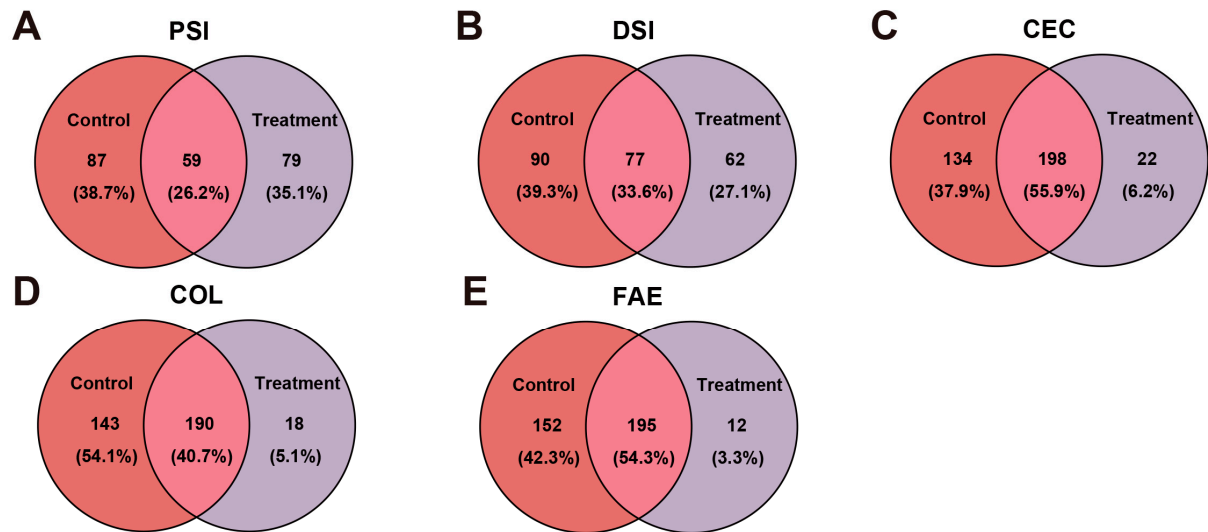 A
PSI
Control
Treatment
87
59
79
(38.7%)
(26.2%)
(35.1%)
B
DSI
Control
Treatment
90
77
62
(39.3%)
(33.6%)
(27.1%)
C
CEC
Control
Treatment
134
198
22
(37.9%)
(55.9%)
(6.2%)
D
COL
Control
Treatment
143
190
18
(54.1%)
(40.7%)
(5.1%)
E
FAE
Control
Treatment
152
195
12
(42.3%)
(54.3%)
(3.3%)